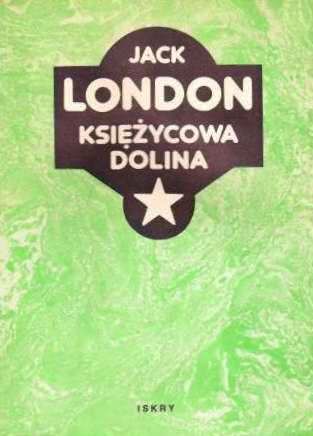 JACK
LONDON
KSIĘŻYCOWA
DOLINA
ISKRY